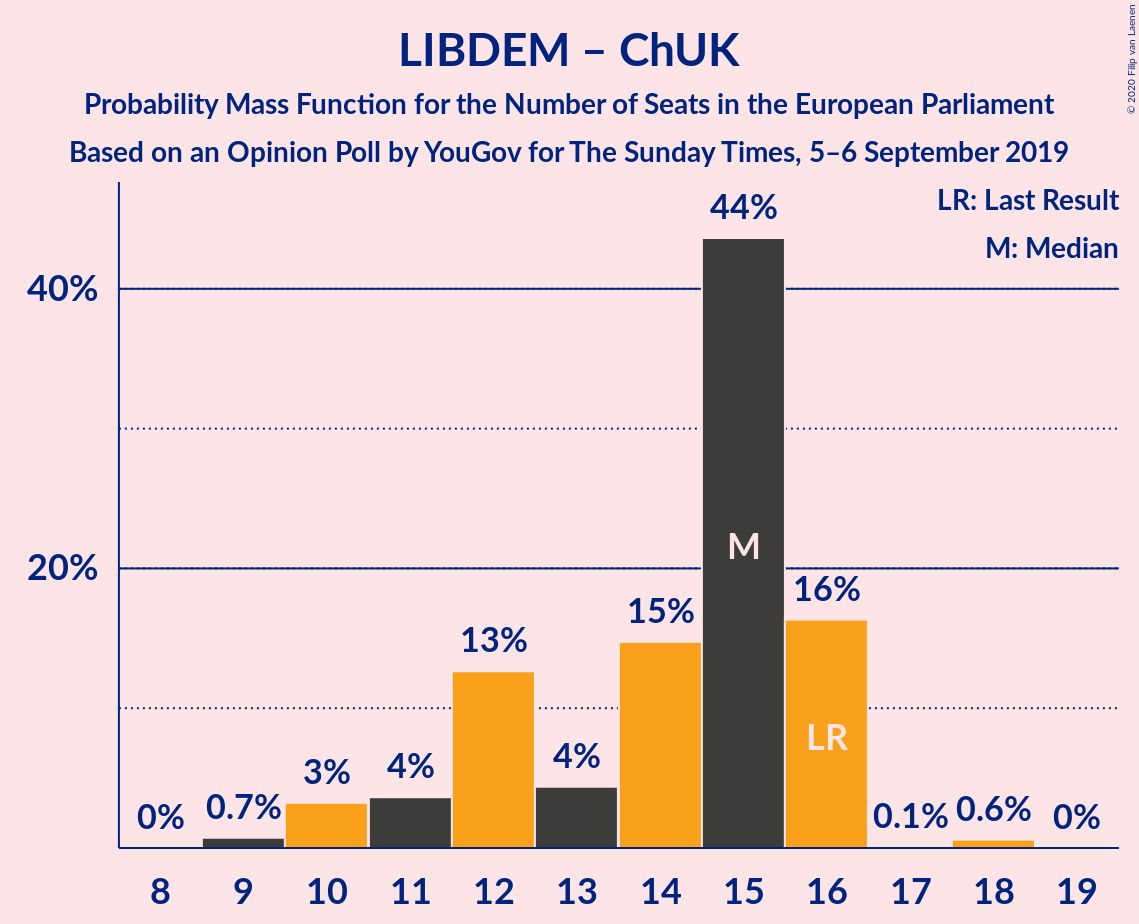 LIBDEM – ChUK
Probability Mass Function for the Number of Seats in the European Parliament
Based on an Opinion Poll by YouGov for The Sunday Times, 5–6 September 2019
© 2020 Filip van Laenen
LR: Last Result
M: Median
40%
20%
0%
0.7%
3%
4%
13%
4%
15%
44%
16%
0.1%
0.6%
0%
M
LR
8 9 10 11 12 13 14 15 16 17 18 19